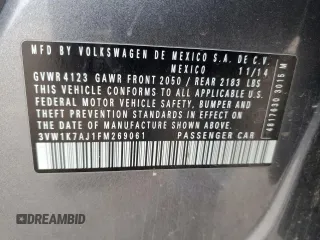 MFD BY VOLKSWAGEN DE MEXICO S.A. DE C.V.
MEXICO 11/14
GVWR 4123 GAWR FRONT 2050 / REAR 2183 LBS
THIS VEHICLE CONFORMS TO ALL APPLICABLE
FEDERAL MOTOR VEHICLE SAFETY, BUMPER, AND
THEFT PREVENTION STANDARDS IN EFFECT ON THE
DATE OF MANUFACTURE SHOWN ABOVE.
3VW1K7AJ1FM269061 PASSENGER CAR
4817630 3015 M
DREAMBID